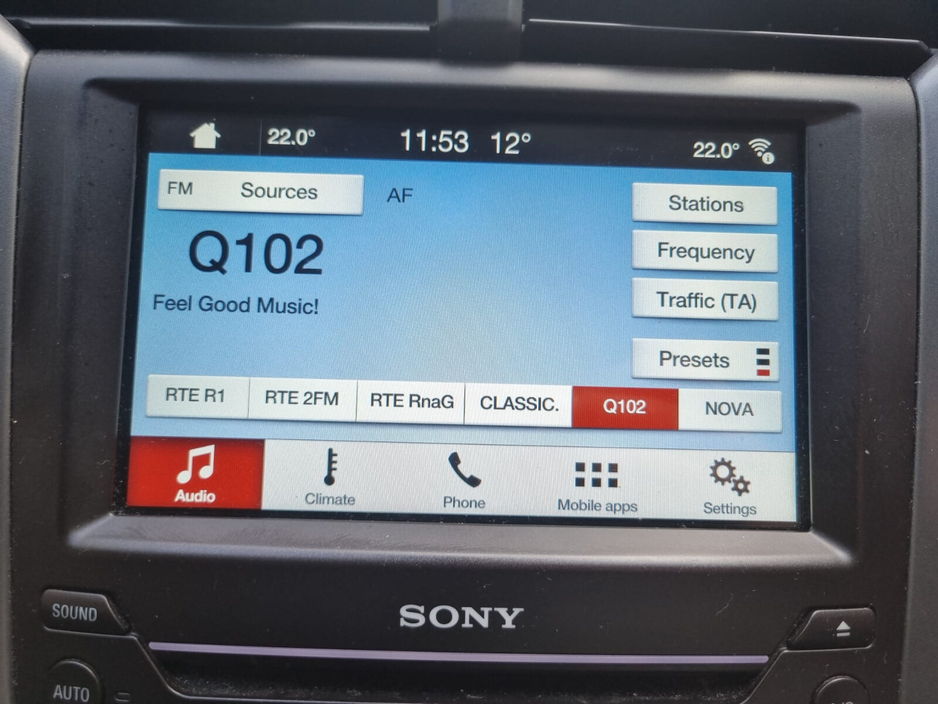 22.0° 11:53 12° 22.0°
FM Sources AF
Stations
Q102
Frequency
Feel Good Music!
Traffic (TA)
Presets
RTE R1 RTE 2FM RTE RnaG CLASSIC. Q102 NOVA
Audio Climate Phone Mobile apps Settings
SOUND
SONY
AUTO